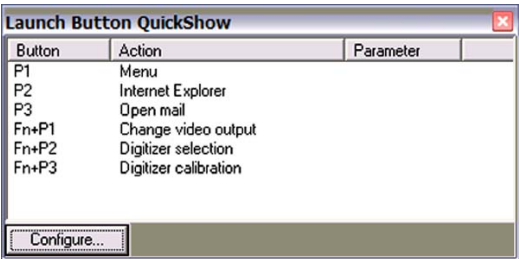 Launch Button QuickShow
Button Action Parameter
P1 Menu
P2 Internet Explorer
P3 Open mail
Fn+P1 Change video output
Fn+P2 Digitizer selection
Fn+P3 Digitizer calibration
Configure...